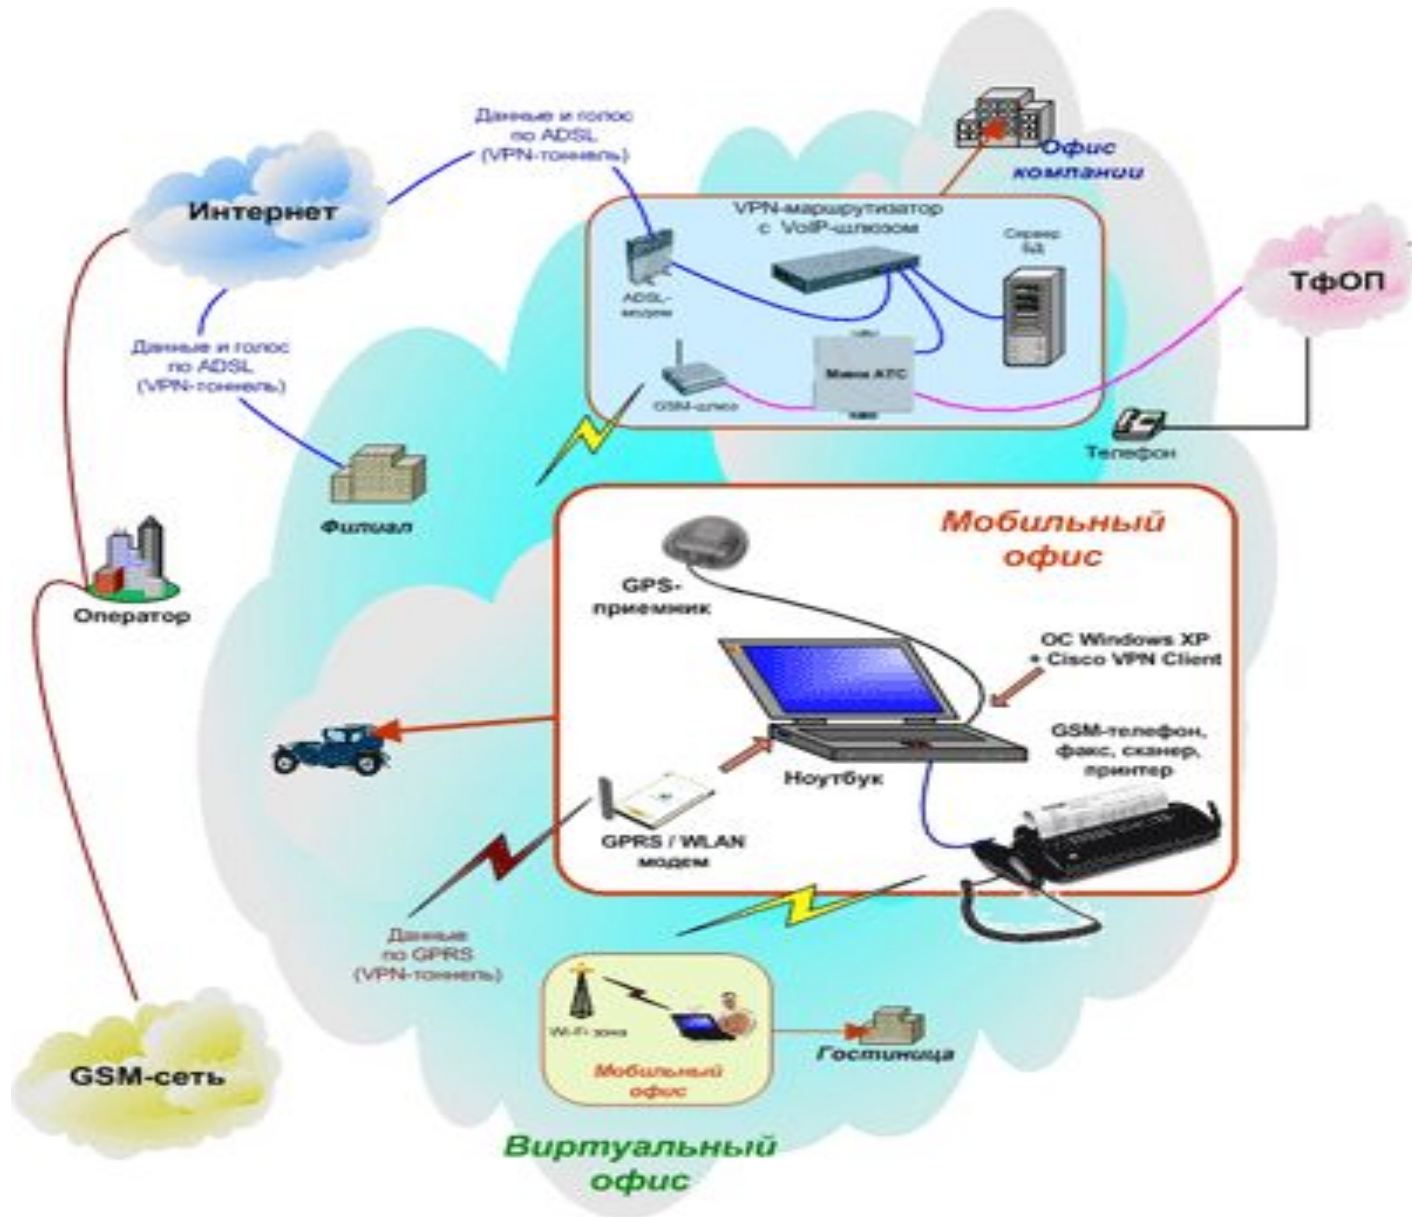 Данные и голос
по ADSL
(VPN-тоннель)
Офис
компании
Интернет
VPN-маршрутизатор
с VoIP-шлюзом
Сервер
БД
ADSL-
модем
ТфОП
Данные и голос
по ADSL
(VPN-тоннель)
Мини АТС
GSM-шлюз
Телефон
Филиал
Мобильный
офис
GPS-
приемник
Оператор
ОС Windows XP
+ Cisco VPN Client
GSM-телефон,
факс, сканер,
принтер
Ноутбук
GPRS / WLAN
модем
Данные
по GPRS
(VPN-тоннель)
Wi-Fi зона
Гостиница
Мобильный
офис
GSM-сеть
Виртуальный
офис